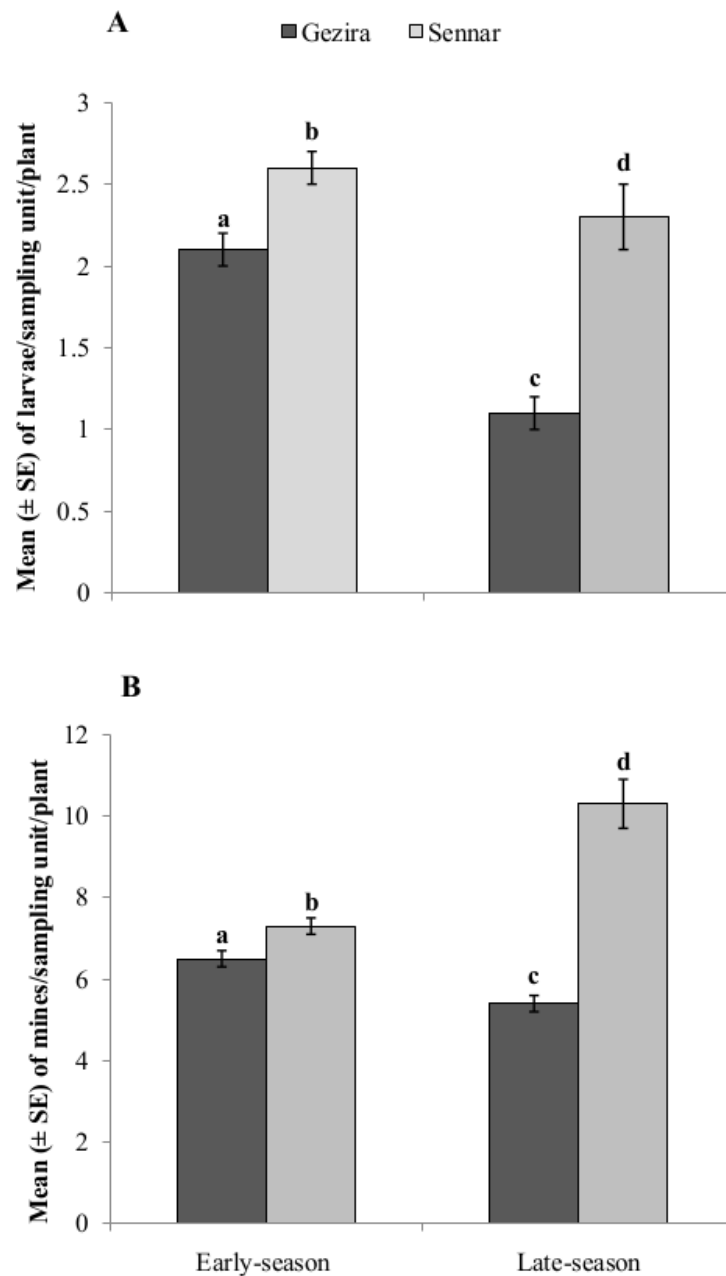 A
Gezira Sennar
Mean (± SE) of larvae/sampling unit/plant
3
2.5
2
1.5
1
0.5
0
a
b
c
d
B
Mean (± SE) of mines/sampling unit/plant
12
10
8
6
4
2
0
a
b
c
d
Early-season Late-season